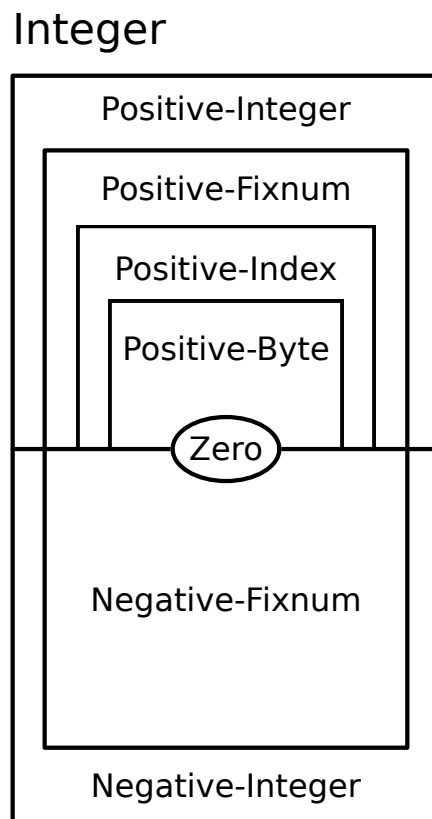 Integer
Positive-Integer
Positive-Fixnum
Positive-Index
Positive-Byte
Zero
Negative-Fixnum
Negative-Integer